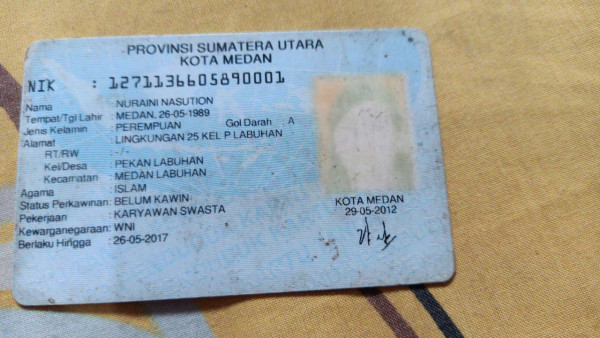 PROVINSI SUMATERA UTARA
KOTA MEDAN
NIK : 1271136605890001
Nama : NURAINI NASUTION
Tempat/Tgl Lahir : MEDAN, 26-05-1989
Jenis Kelamin : PEREMPUAN Gol Darah A
Alamat : LINGKUNGAN 25 KEL P LABUHAN
RT/RW : -/-
Kel/Desa : PEKAN LABUHAN
Kecamatan : MEDAN LABUHAN
Agama : ISLAM
Status Perkawinan: BELUM KAWIN
Pekerjaan : KARYAWAN SWASTA
Kewarganegaraan: WNI
Berlaku Hingga : 26-05-2017
KOTA MEDAN
29-05-2012